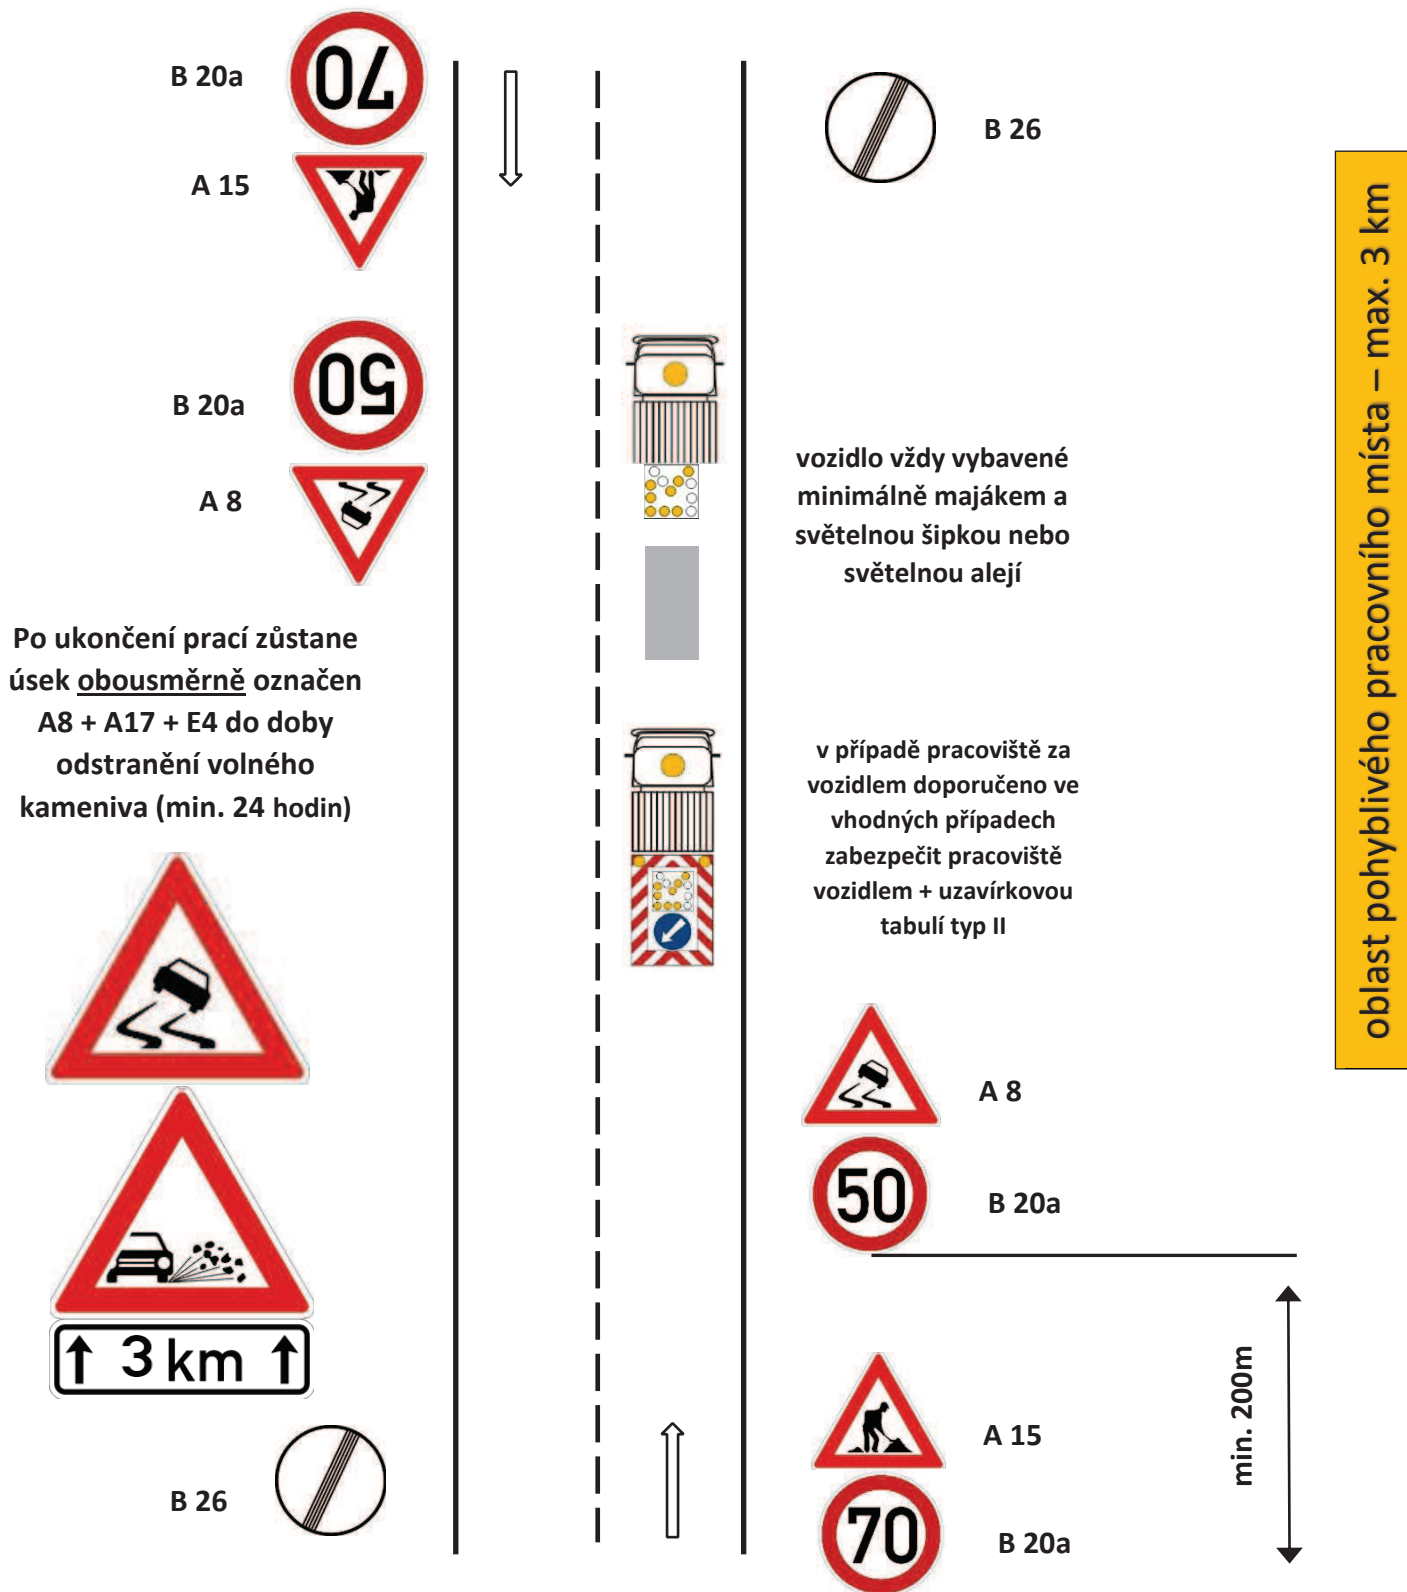 B 20a
70
A 15
B 20a
50
A 8
Po ukončení prací zůstane
úsek obousměrně označen
A8 + A17 + E4 do doby
odstranění volného
kameniva (min. 24 hodin)
3 km
B 26
B 26
vozidlo vždy vybavené
minimálně majákem a
světelnou šipkou nebo
světelnou alejí
v případě pracoviště za
vozidlem doporučeno ve
vhodných případech
zabezpečit pracoviště
vozidlem + uzavírkovou
tabulí typ II
A 8
50
B 20a
A 15
70
B 20a
min. 200m
oblast pohyblivého pracovního místa – max. 3 km